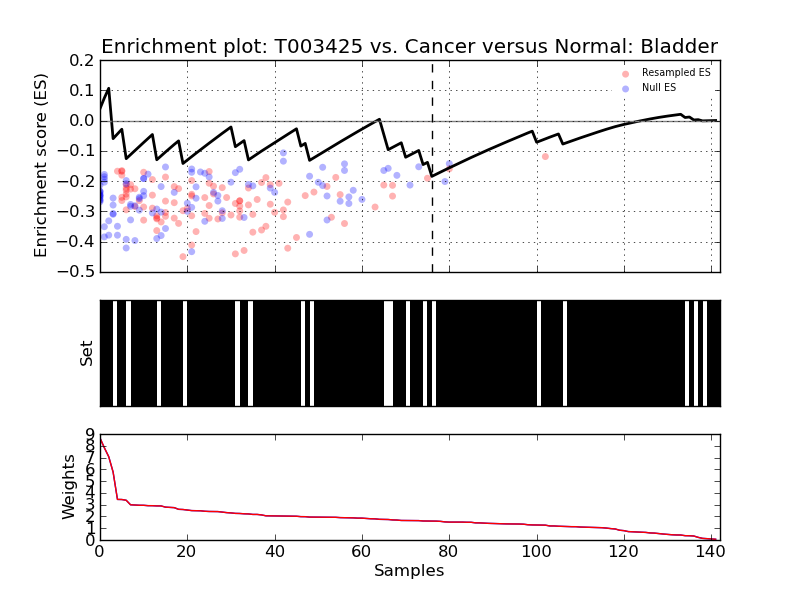 Enrichment plot: T003425 vs. Cancer versus Normal: Bladder
Enrichment score (ES)
0.2
0.1
0.0
−0.1
−0.2
−0.3
−0.4
−0.5
Resampled ES
Null ES
Set
Weights
9
8
7
6
5
4
3
2
1
0
0 20 40 60 80 100 120 140
Samples